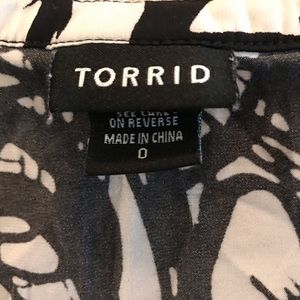 TORRID
SEE CARE
ON REVERSE
MADE IN CHINA
0